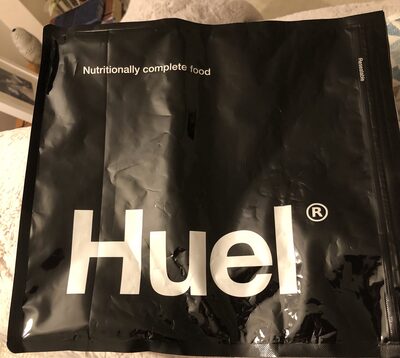 Nutritionally complete food
Resealable
Huel®